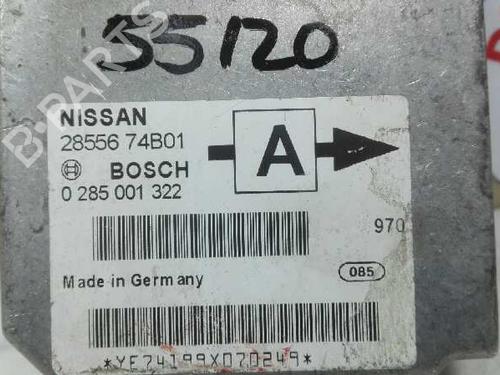 55120
NISSAN
28556 74B01
BOSCH
A
0 285 001 322
970
Made in Germany
085
*YE74199X070249*
B-PARTS